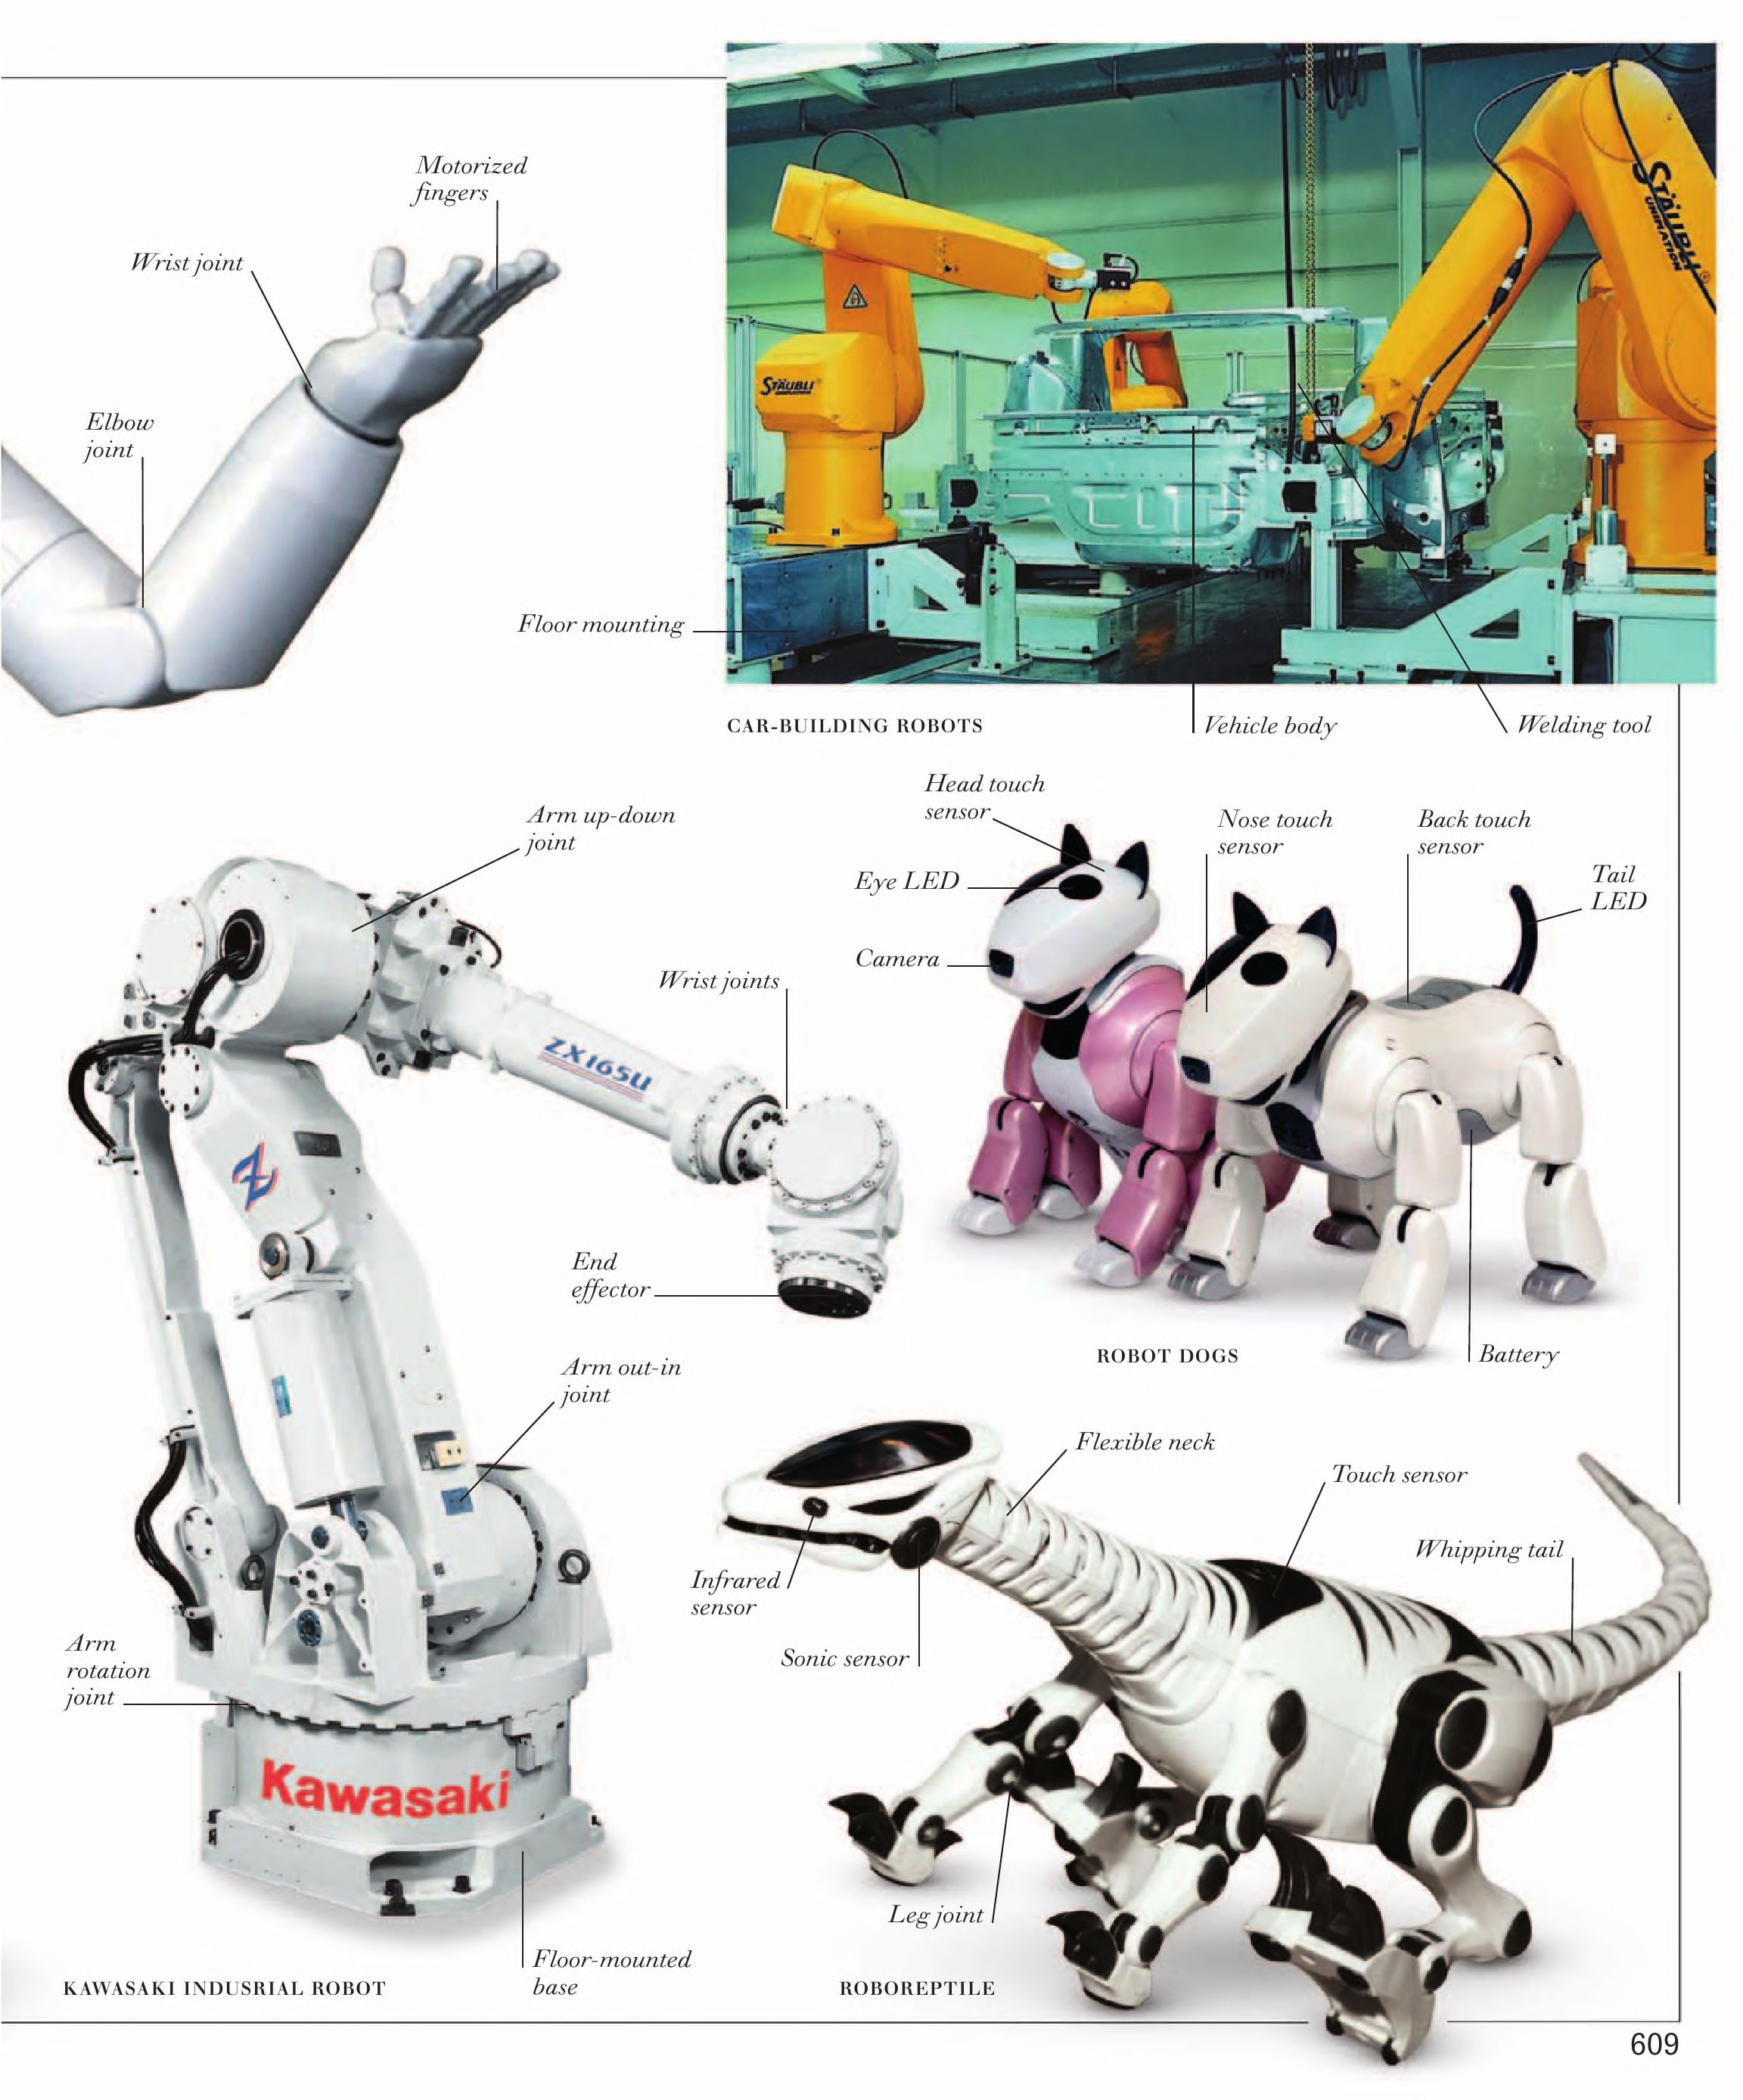 Motorized
fingers
Wrist joint
Elbow
joint
STÄUBLI
UNIMATION
STÄUBLI®
Floor mounting
CAR-BUILDING ROBOTS
Vehicle body
Welding tool
Arm up-down
joint
Wrist joints
ZX165U
Z
End
effector
Arm out-in
joint
Arm
rotation
joint
Kawasaki
Floor-mounted
base
KAWASAKI INDUSRIAL ROBOT
Head touch
sensor
Eye LED
Camera
Nose touch
sensor
Back touch
sensor
Tail
LED
ROBOT DOGS
Battery
Flexible neck
Touch sensor
Whipping tail
Infrared
sensor
Sonic sensor
Leg joint
ROBOREPTILE
609